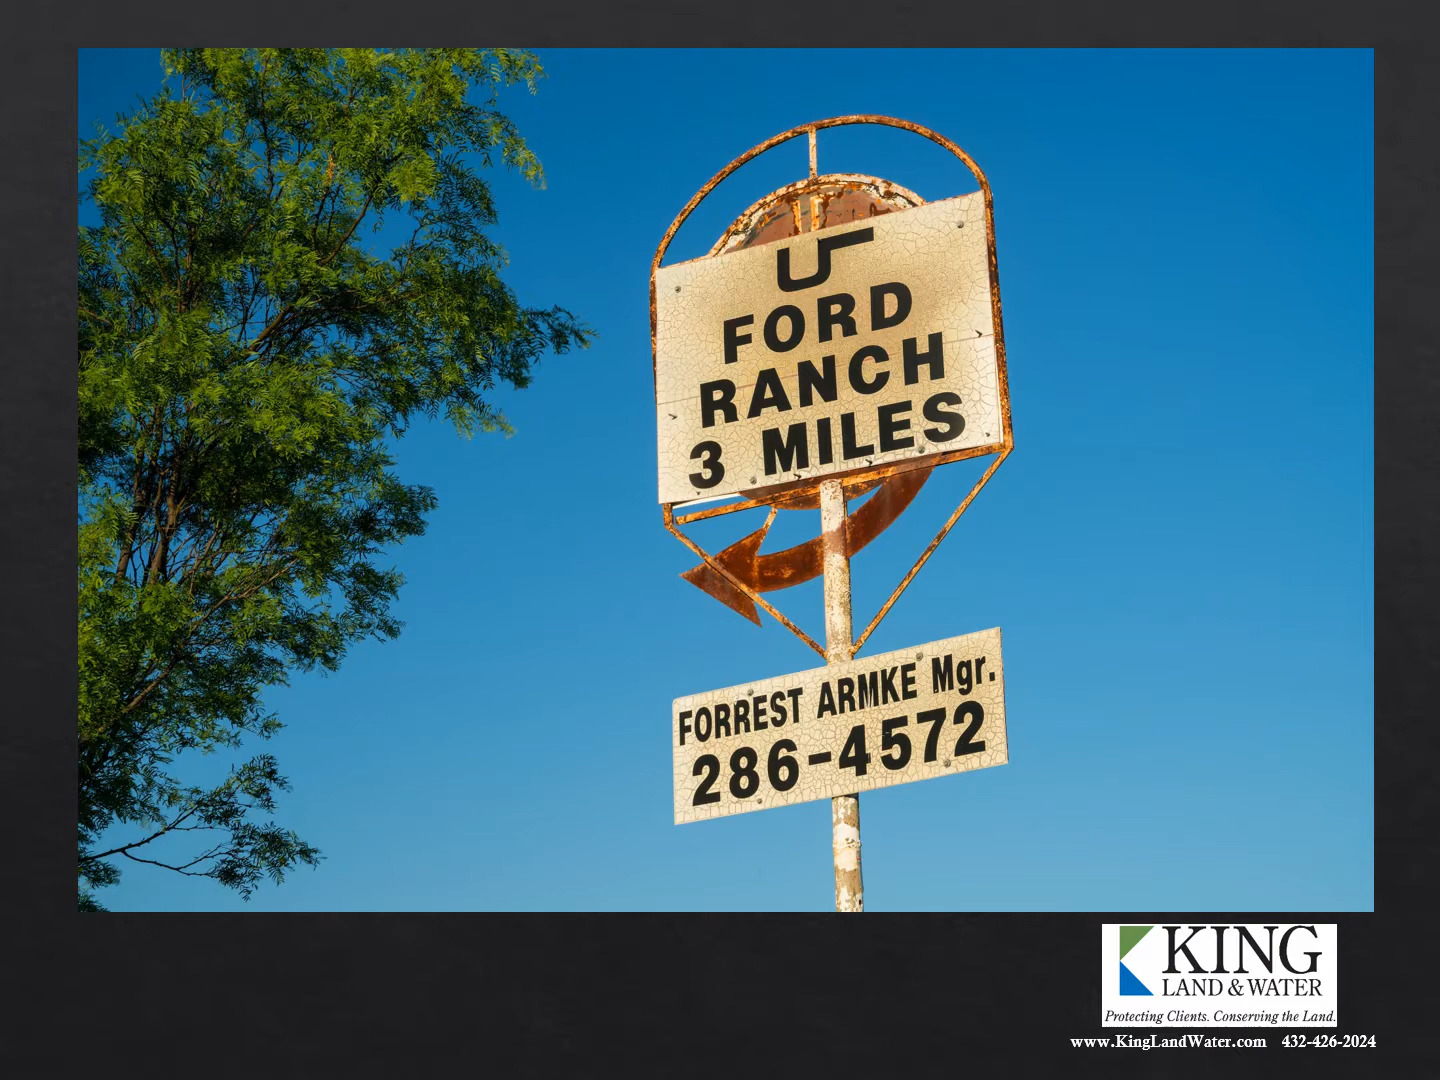 FORD
RANCH
3 MILES
FORREST ARMKE Mgr.
286-4572
KING
LAND & WATER
Protecting Clients. Conserving the Land.
www.KingLandWater.com 432-426-2024